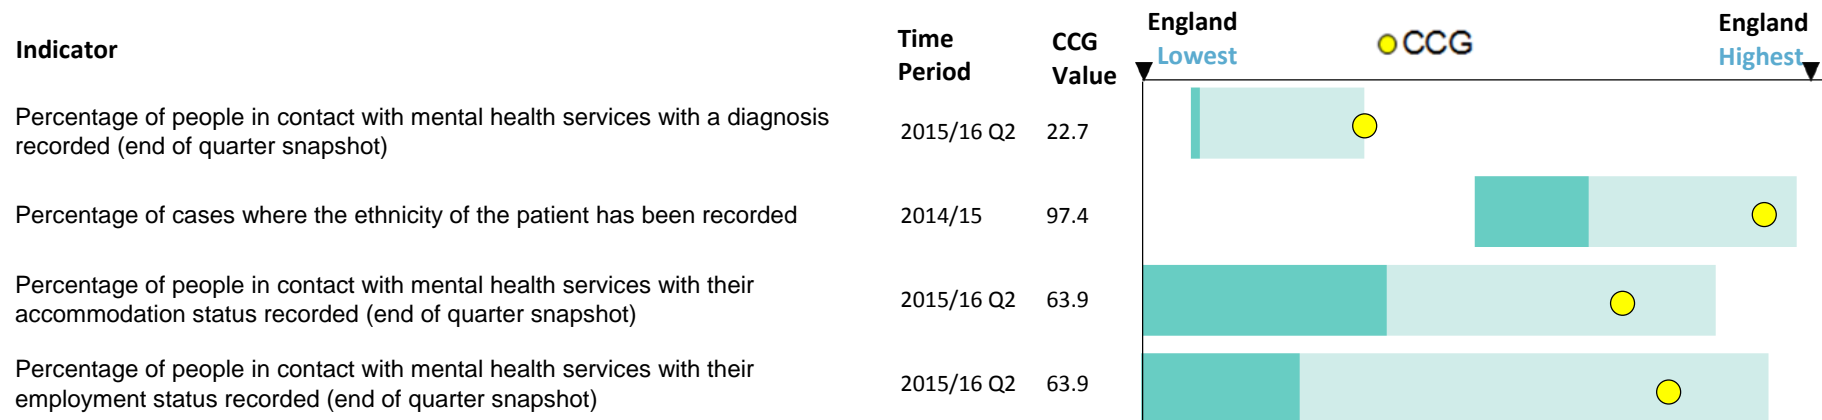 Indicator
Time
Period
CCG
Value
England
Lowest
CCG
England
Highest
Percentage of people in contact with mental health services with a diagnosis
recorded (end of quarter snapshot)
2015/16 Q2
22.7
Percentage of cases where the ethnicity of the patient has been recorded
2014/15
97.4
Percentage of people in contact with mental health services with their
accommodation status recorded (end of quarter snapshot)
2015/16 Q2
63.9
Percentage of people in contact with mental health services with their
employment status recorded (end of quarter snapshot)
2015/16 Q2
63.9